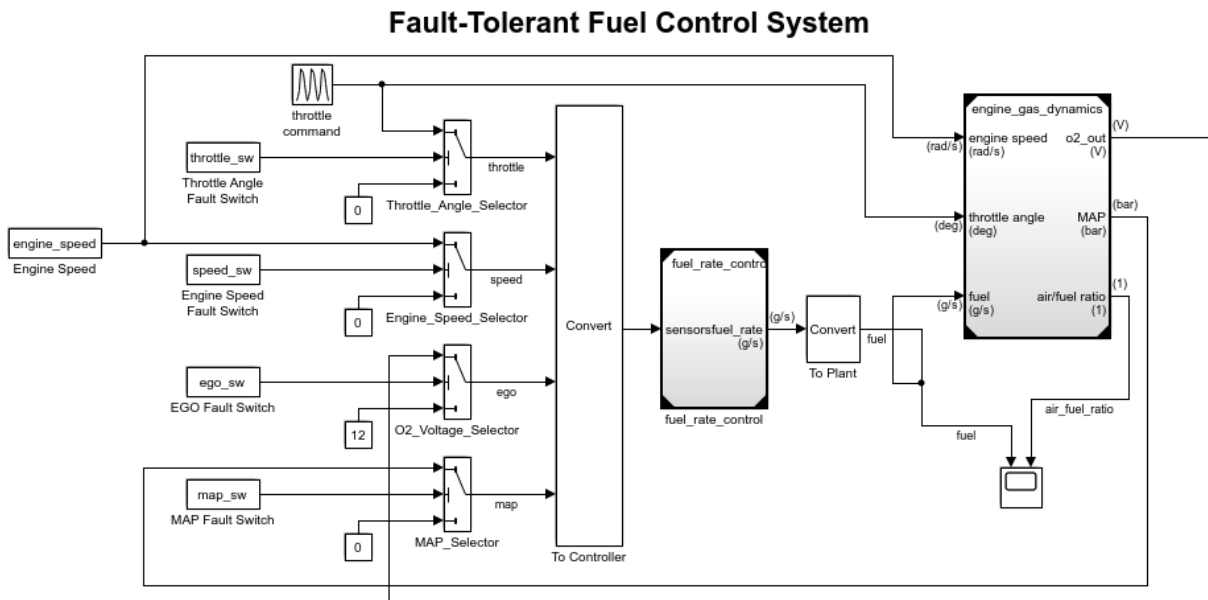 Fault-Tolerant Fuel Control System
throttle
command
throttle_sw
Throttle Angle
Fault Switch
0
Throttle_Angle_Selector
throttle
engine_speed
Engine Speed
speed_sw
Engine Speed
Fault Switch
0
Engine_Speed_Selector
speed
ego_sw
EGO Fault Switch
12
O2_Voltage_Selector
ego
map_sw
MAP Fault Switch
0
MAP_Selector
map
Convert
To Controller
fuel_rate_contro
sensors
fuel_rate
(g/s)
fuel_rate_control
(g/s)
Convert
To Plant
fuel
fuel
engine_gas_dynamics
(rad/s)
engine speed
(rad/s)
(deg)
throttle angle
(deg)
(g/s)
fuel
(g/s)
o2_out
(V)
(V)
MAP
(bar)
(bar)
air/fuel ratio
(1)
(1)
air_fuel_ratio